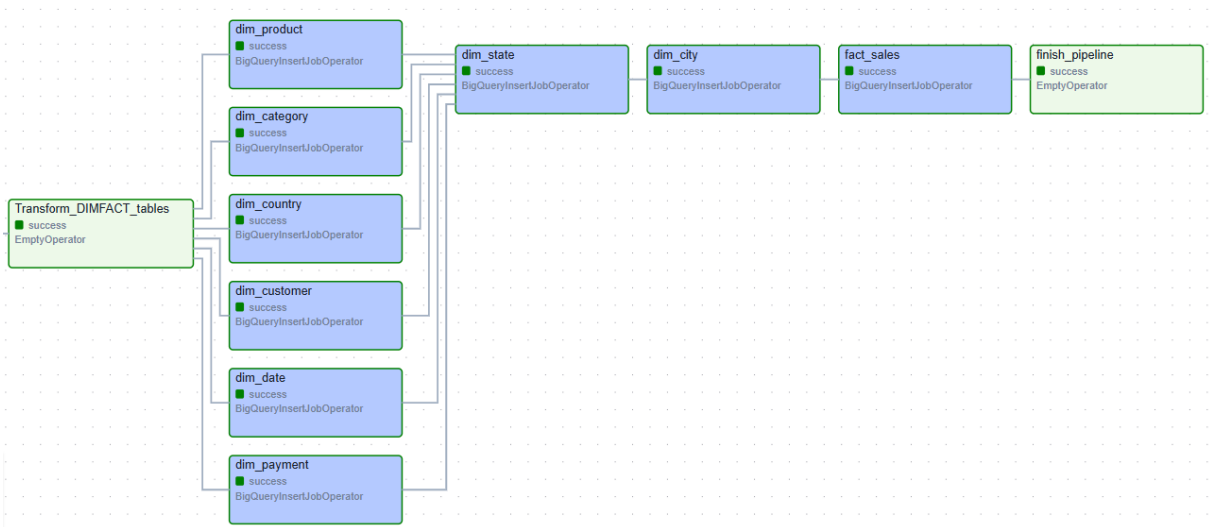 Transform_DIMFACT_tables
success
EmptyOperator
dim_product
success
BigQueryInsertJobOperator
dim_category
success
BigQueryInsertJobOperator
dim_country
success
BigQueryInsertJobOperator
dim_customer
success
BigQueryInsertJobOperator
dim_date
success
BigQueryInsertJobOperator
dim_payment
success
BigQueryInsertJobOperator
dim_state
success
BigQueryInsertJobOperator
dim_city
success
BigQueryInsertJobOperator
fact_sales
success
BigQueryInsertJobOperator
finish_pipeline
success
EmptyOperator